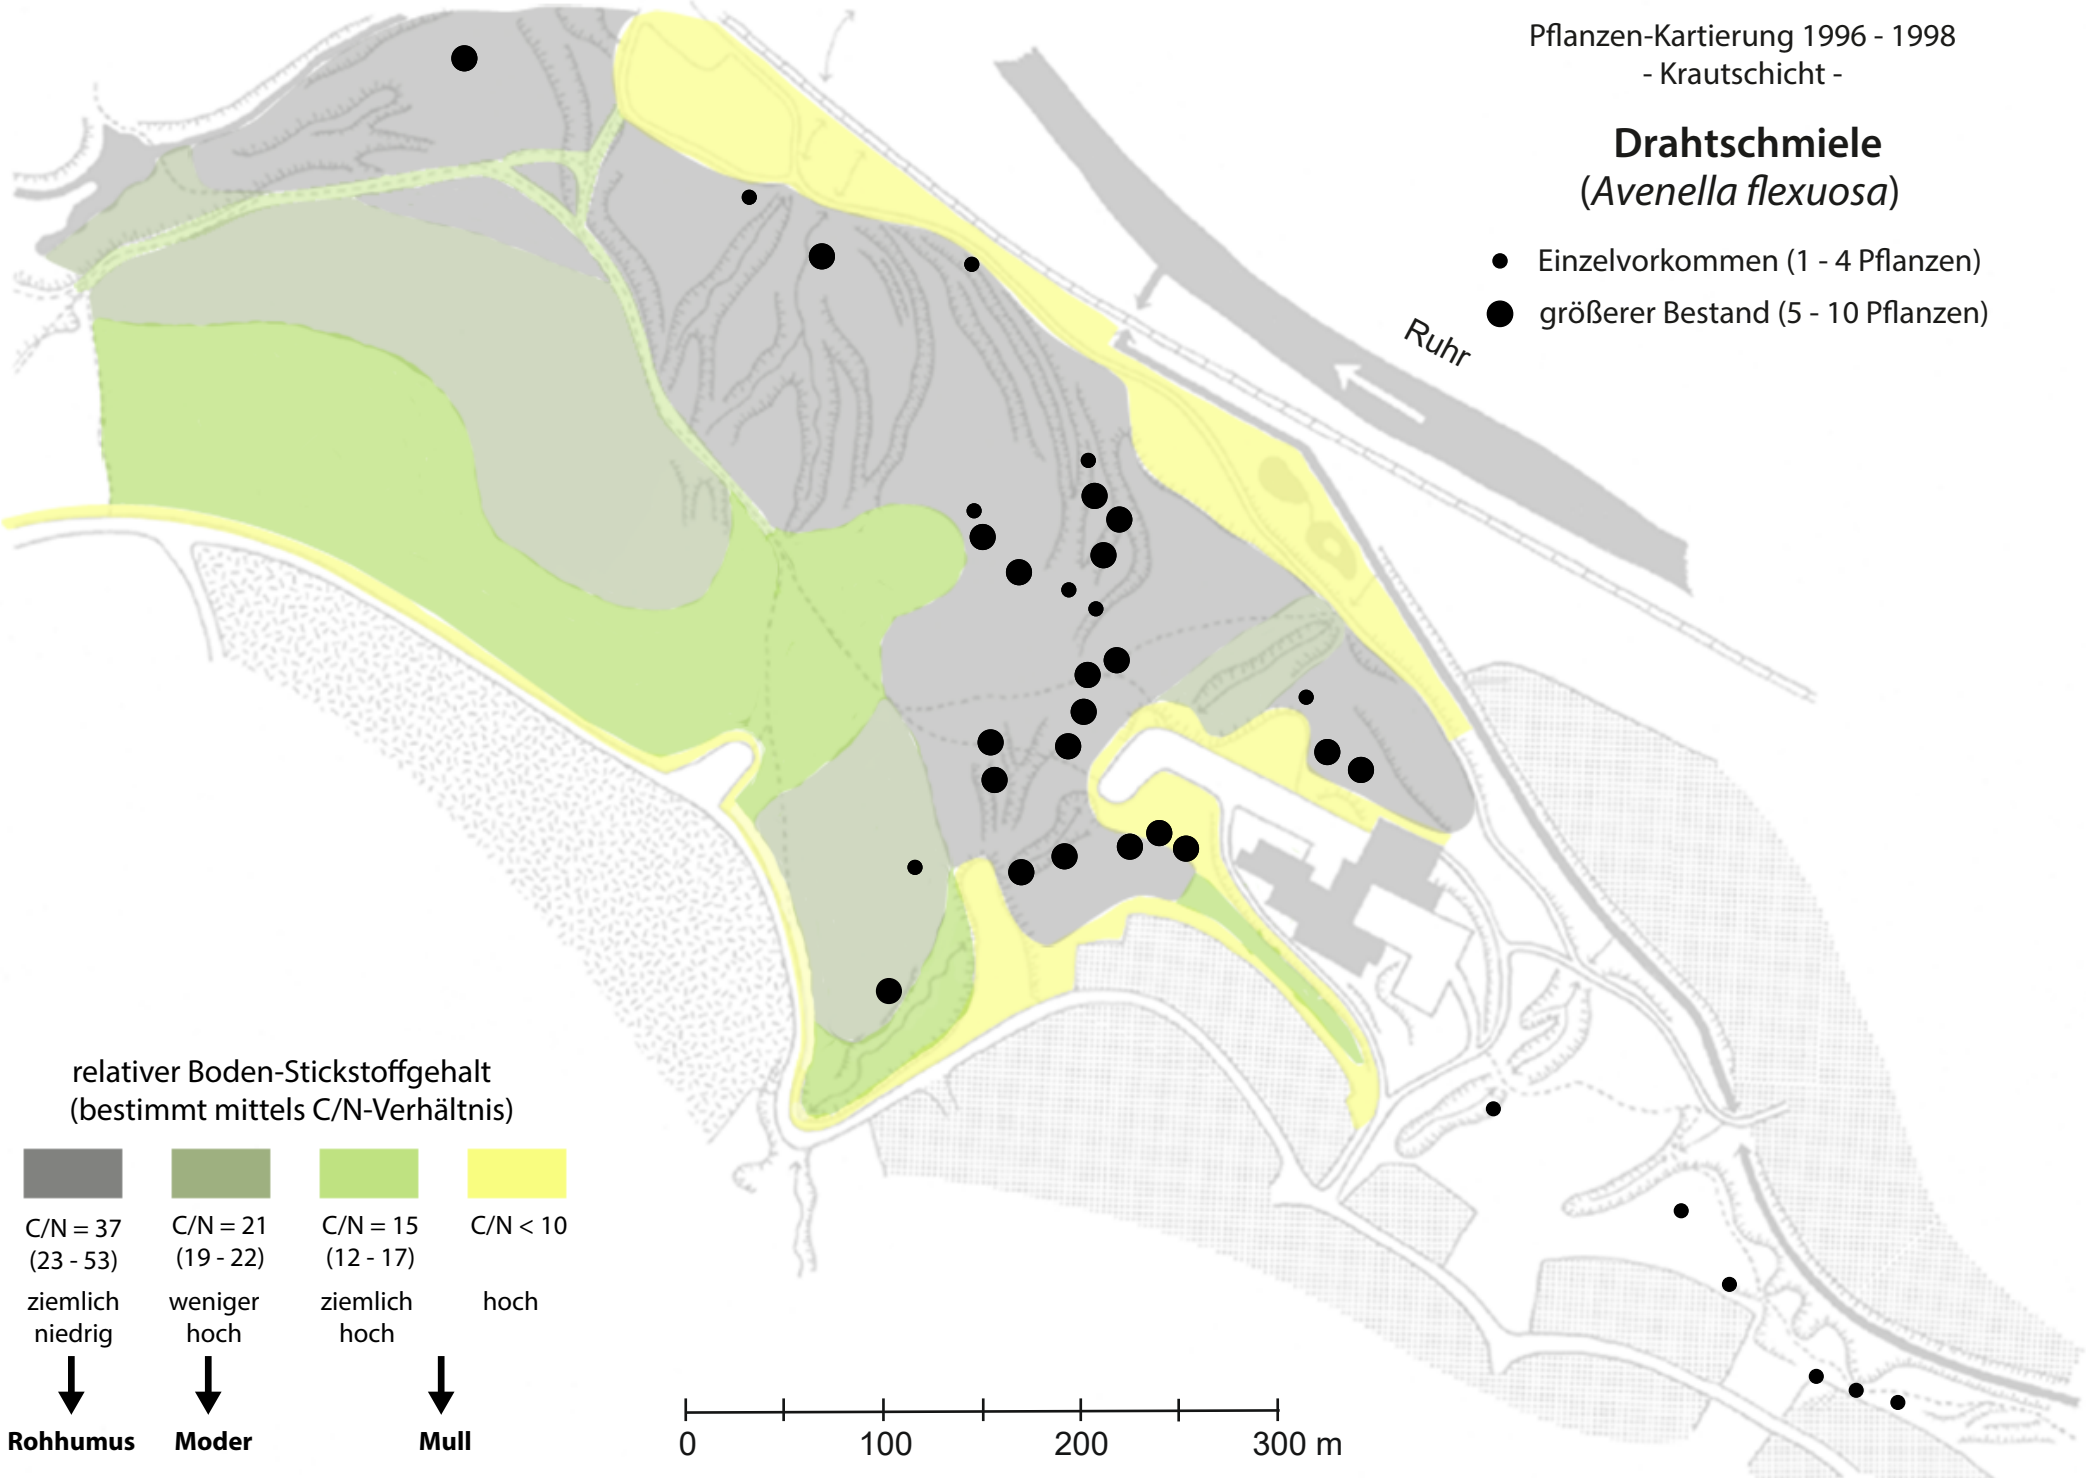 Pflanzen-Kartierung 1996 - 1998
- Krautschicht -
Drahtschmiele
(Avenella flexuosa)
Einzelvorkommen (1 - 4 Pflanzen)
größerer Bestand (5 - 10 Pflanzen)
Ruhr
relativer Boden-Stickstoffgehalt
(bestimmt mittels C/N-Verhältnis)
C/N = 37
(23 - 53)
ziemlich
niedrig
Rohhumus
C/N = 21
(19 - 22)
weniger
hoch
Moder
C/N = 15
(12 - 17)
ziemlich
hoch
C/N < 10
hoch
Mull
0 100 200 300 m